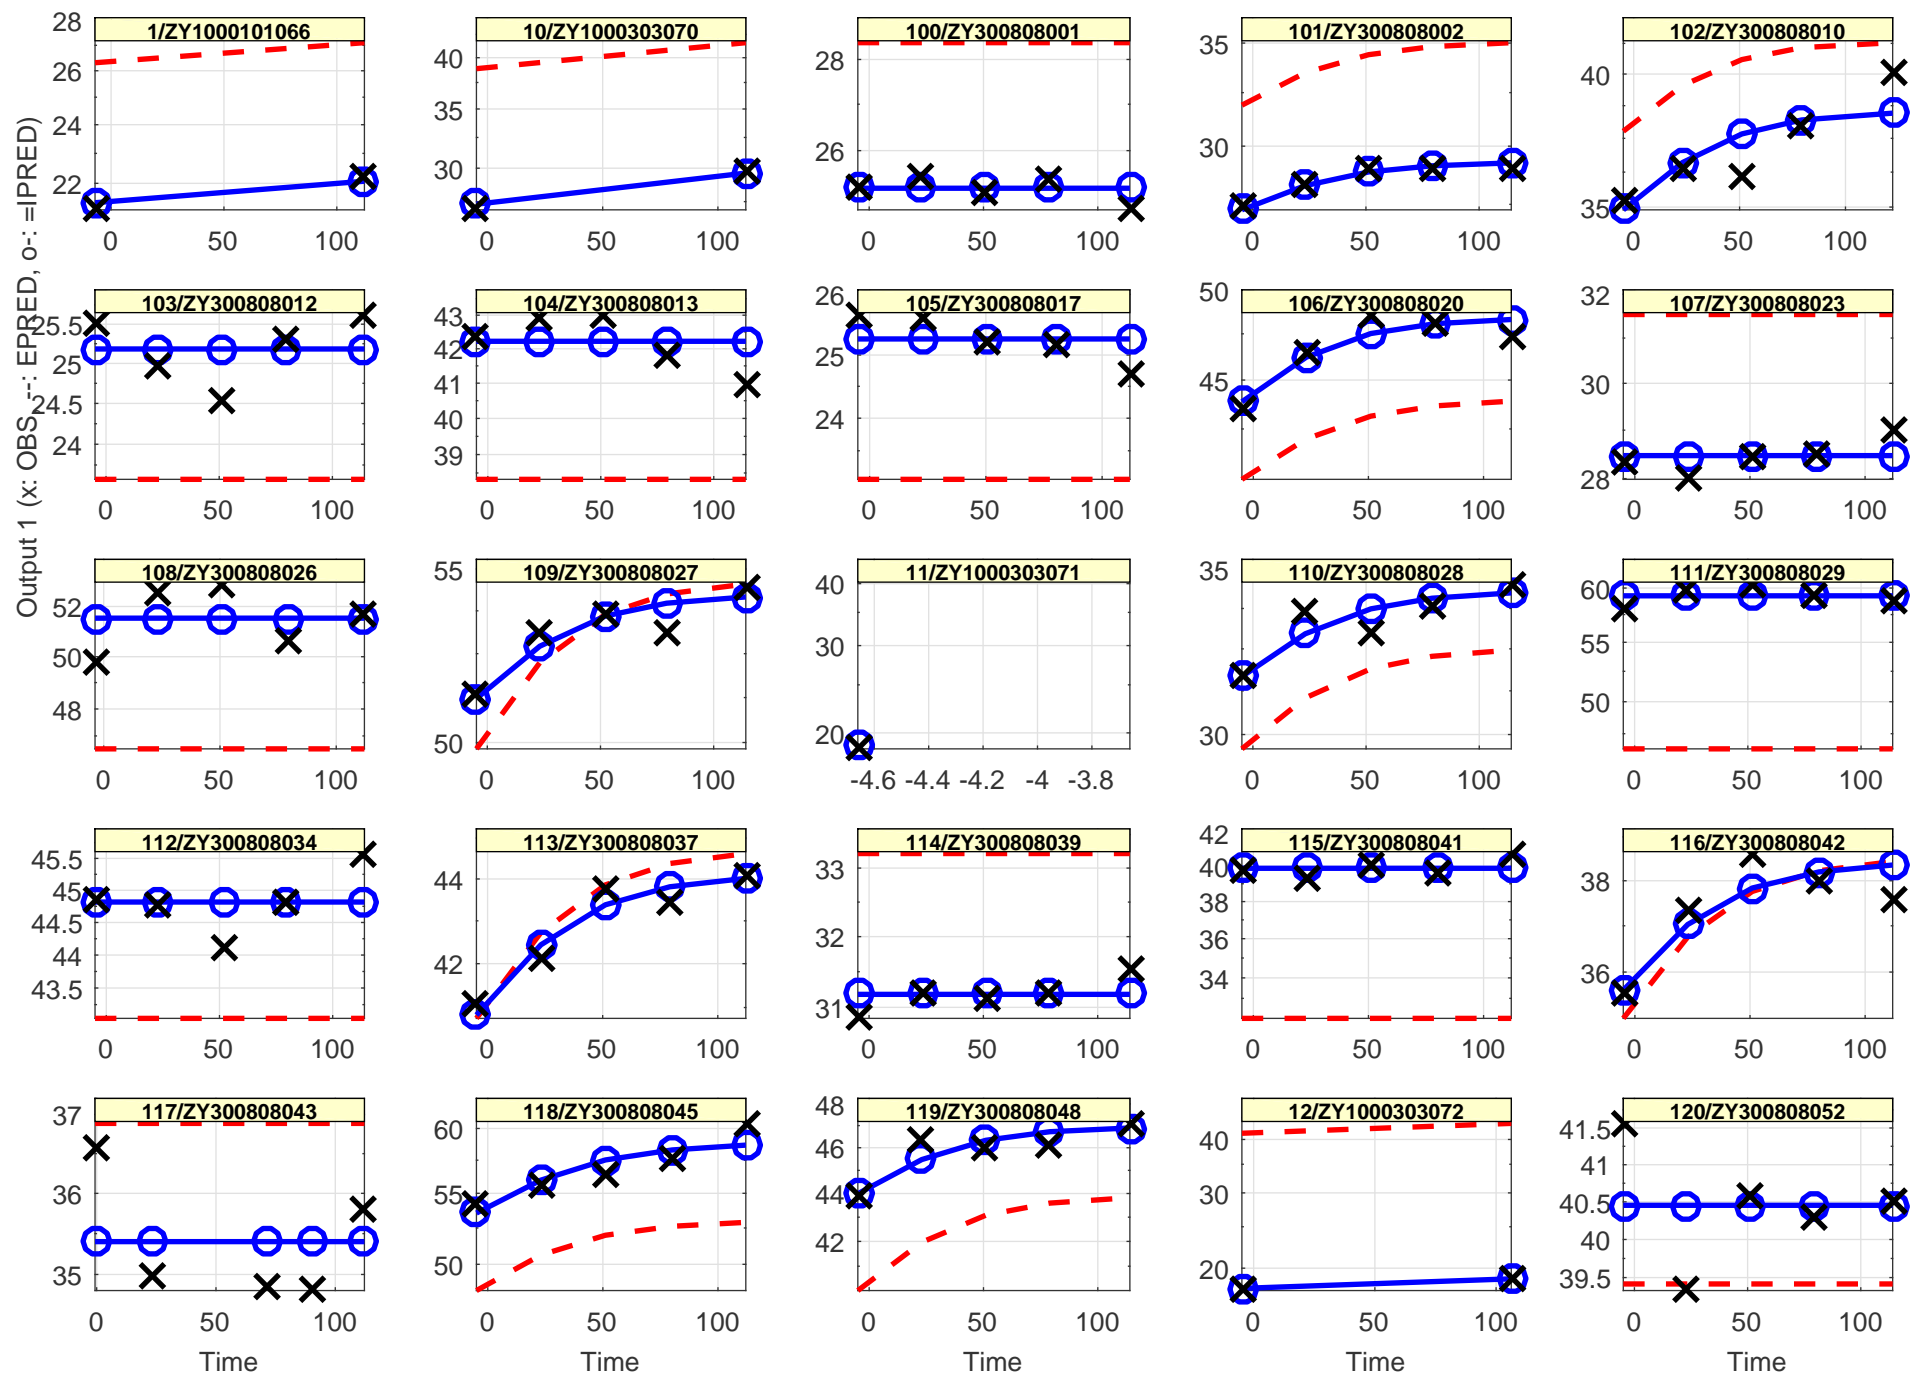 Output 1 (x: OBS, --: EPRED, o-: =IPRED)
1/ZY1000101066
28
26
24
22
0 50 100
10/ZY1000303070
40
35
30
0 50 100
100/ZY300808001
28
26
0 50 100
101/ZY300808002
35
30
0 50 100
102/ZY300808010
40
35
0 50 100
103/ZY300808012
25.5
25
24.5
24
0 50 100
104/ZY300808013
43
42
41
40
39
0 50 100
105/ZY300808017
26
25
24
0 50 100
106/ZY300808020
50
45
0 50 100
107/ZY300808023
32
30
28
0 50 100
108/ZY300808026
52
50
48
0 50 100
109/ZY300808027
55
50
0 50 100
11/ZY1000303071
40
30
20
-4.6 -4.4 -4.2 -4 -3.8
110/ZY300808028
35
30
0 50 100
111/ZY300808029
60
55
50
0 50 100
112/ZY300808034
45.5
45
44.5
44
43.5
0 50 100
113/ZY300808037
44
42
0 50 100
114/ZY300808039
33
32
31
0 50 100
115/ZY300808041
42
40
38
36
34
0 50 100
116/ZY300808042
38
36
0 50 100
117/ZY300808043
37
36
35
0 50 100
Time
118/ZY300808045
60
55
50
0 50 100
Time
119/ZY300808048
48
46
44
42
0 50 100
Time
12/ZY1000303072
40
30
20
0 50 100
Time
120/ZY300808052
41.5
41
40.5
40
39.5
0 50 100
Time